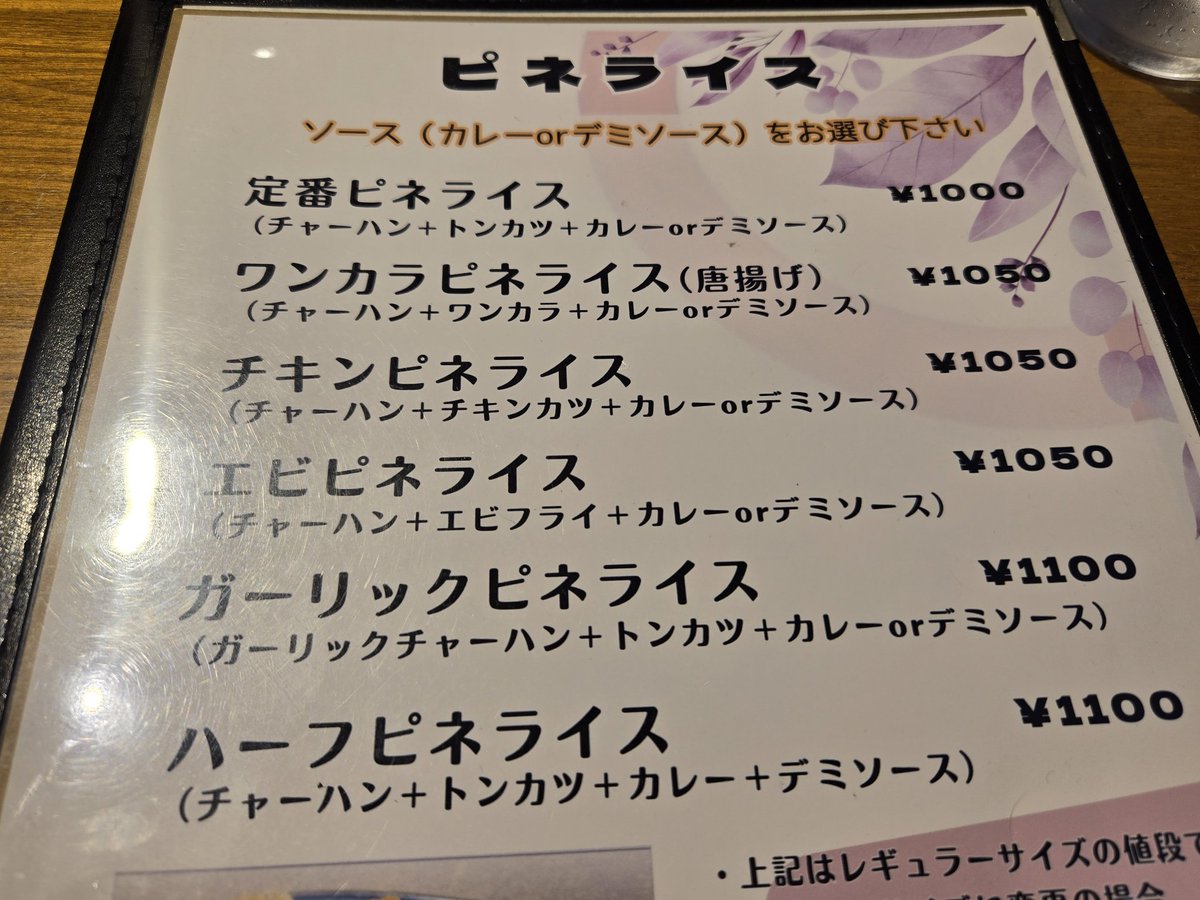 ピネライス
ソース（カレーorデミソース）をお選び下さい
定番ピネライス ¥1000
（チャーハン＋トンカツ＋カレーorデミソース）
ワンカラピネライス(唐揚げ） ¥1050
（チャーハン＋ワンカラ＋カレーorデミソース）
チキンピネライス ¥1050
（チャーハン＋チキンカツ＋カレーorデミソース）
エビピネライス ¥1050
（チャーハン＋エビフライ＋カレーorデミソース）
ガーリックピネライス ¥1100
（ガーリックチャーハン＋トンカツ＋カレーorデミソース）
ハーフピネライス ¥1100
（チャーハン＋トンカツ＋カレー＋デミソース）
・上記はレギュラーサイズの値段で